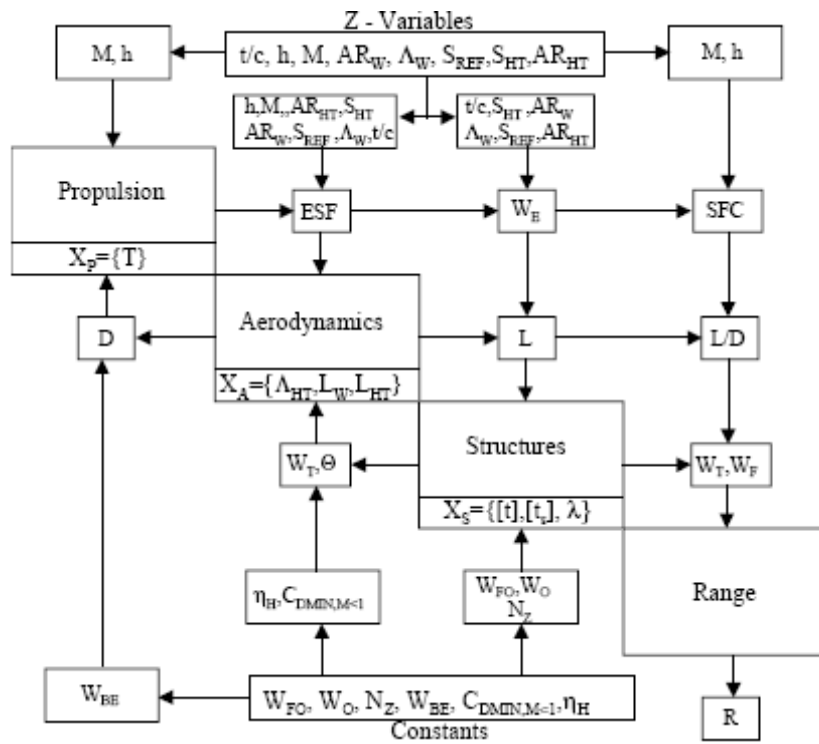 Z - Variables
M, h
t/c, h, M, AR_W, Λ_W, S_REF,S_HT,AR_HT
M, h
h,M,,AR_HT,S_HT
AR_W,S_REF,Λ_W,t/c
t/c,S_HT,AR_W
Λ_W,S_REF,AR_HT
Propulsion
ESF
W_E
SFC
X_P={T}
D
Aerodynamics
L
L/D
X_A={Λ_HT,L_W,L_HT}
W_T,Θ
Structures
W_T,W_F
X_S={[t],[t_s], λ}
η_H,C_DMIN,M<1
W_FO,W_O
N_Z
Range
W_BE
W_FO, W_O, N_Z, W_BE, C_DMIN,M<1,η_H
R
Constants